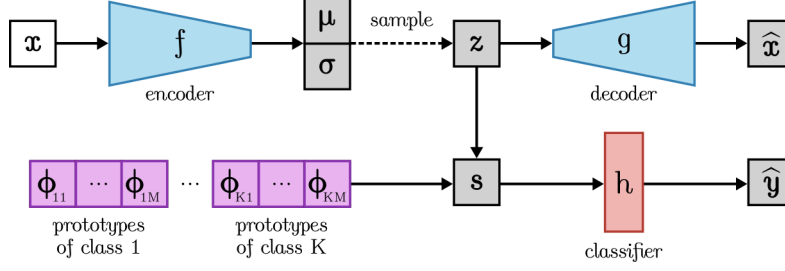 x f μ σ sample z g x̂
encoder decoder
ϕ₁₁ ... ϕ₁M ... ϕK1 ... ϕKM s h ŷ
prototypes of class 1
prototypes of class K
classifier